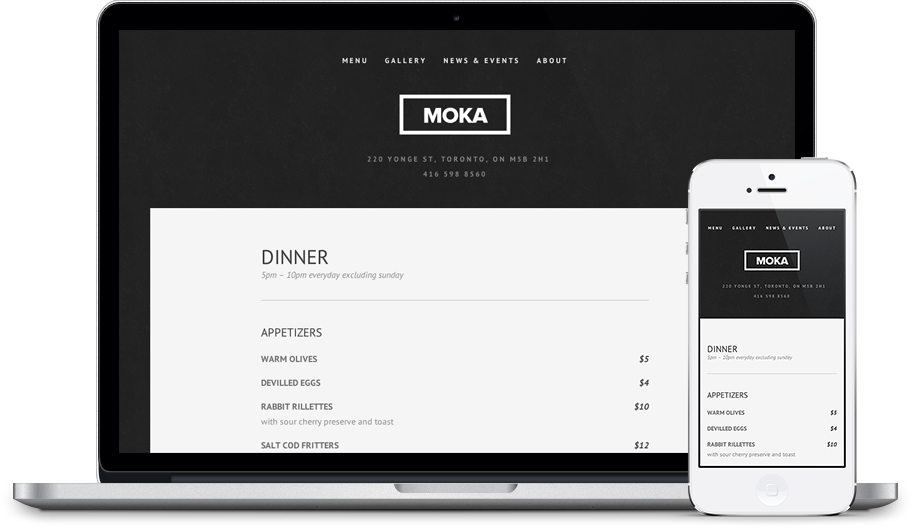 MENU GALLERY NEWS & EVENTS ABOUT
MOKA
220 YONGE ST, TORONTO, ON M5B 2H1
416 598 8560
DINNER
5pm – 10pm everyday excluding sunday
APPETIZERS
WARM OLIVES $5
DEVILLED EGGS $4
RABBIT RILLETTES $10
with sour cherry preserve and toast
SALT COD FRITTERS $12
MENU GALLERY NEWS & EVENTS ABOUT
MOKA
220 YONGE ST, TORONTO, ON M5B 2H1
416 598 8560
DINNER
5pm – 10pm everyday excluding sunday
APPETIZERS
WARM OLIVES $5
DEVILLED EGGS $4
RABBIT RILLETTES $10
with sour cherry preserve and toast